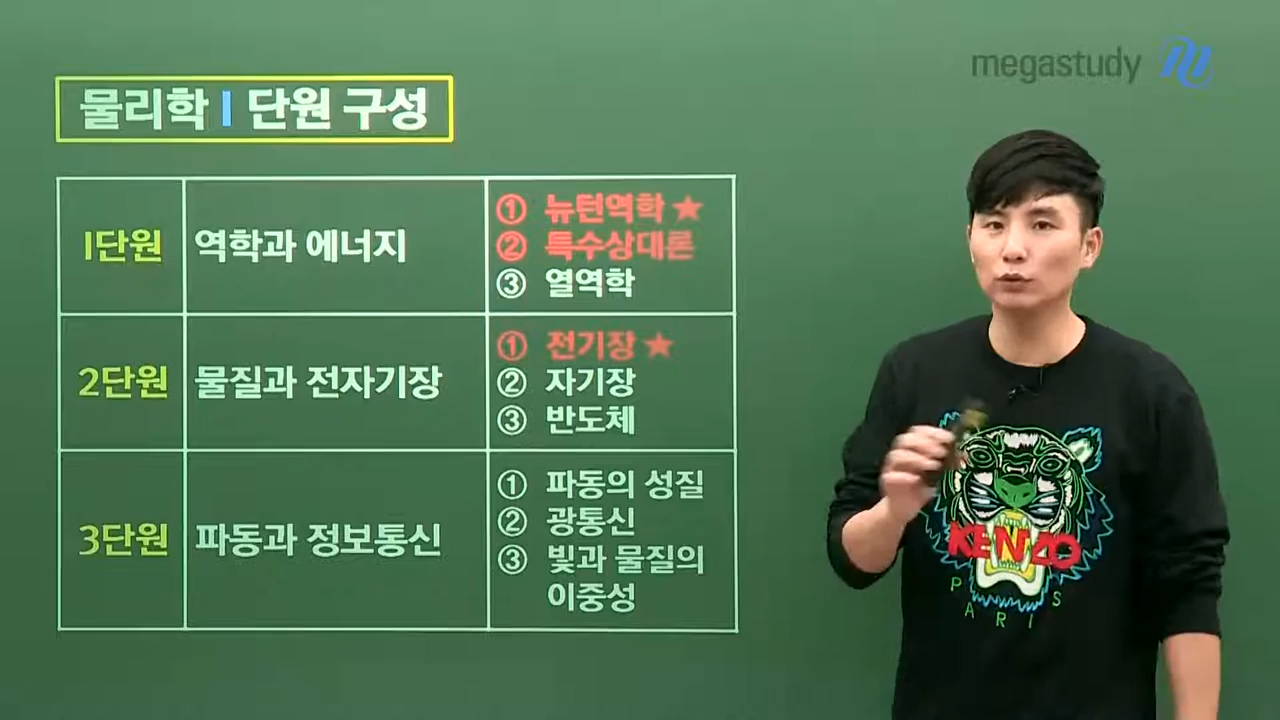 megastudy
물리학 I 단원 구성
1단원
역학과 에너지
① 뉴턴역학 ★
② 특수상대론
③ 열역학
2단원
물질과 전자기장
① 전기장 ★
② 자기장
③ 반도체
3단원
파동과 정보통신
① 파동의 성질
② 광통신
③ 빛과 물질의
이중성
KENZO
PARIS